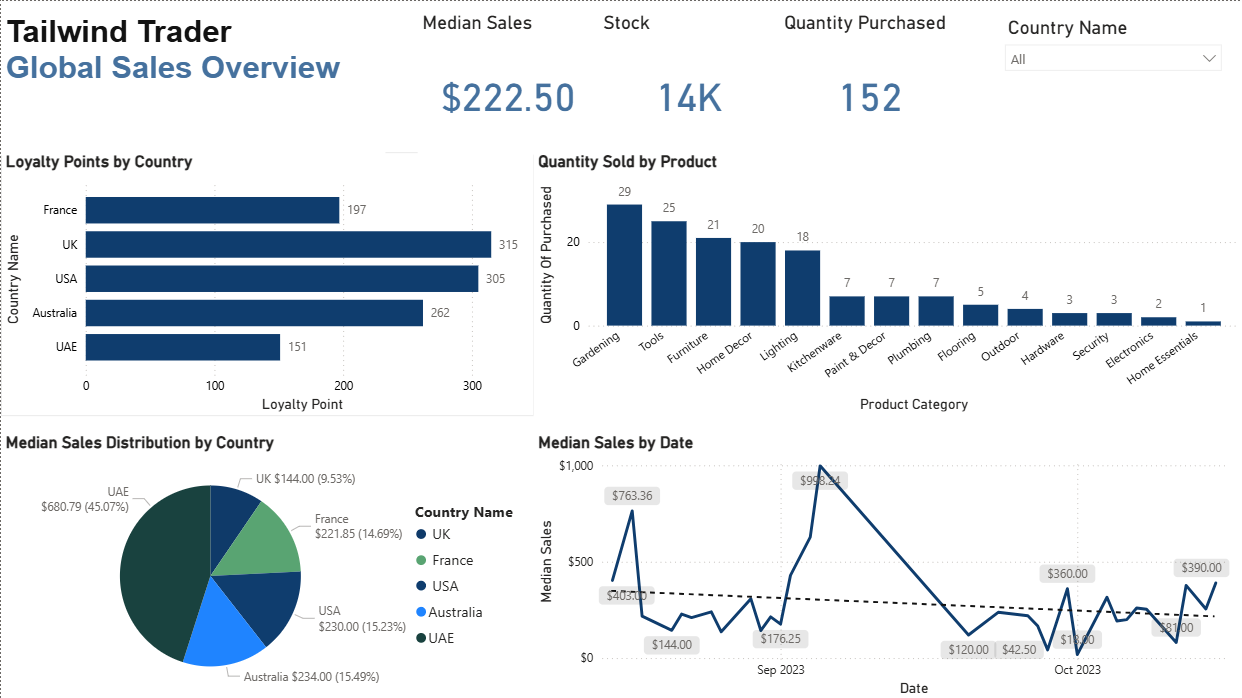 Tailwind Trader
Global Sales Overview
Median Sales
$222.50
Stock
14K
Quantity Purchased
152
Country Name
All
Loyalty Points by Country
Country Name
France
197
UK
315
USA
305
Australia
262
UAE
151
0 100 200 300
Loyalty Point
Quantity Sold by Product
Quantity Of Purchased
20
0
29 25 21 20 18 7 7 7 5 4 3 3 2 1
Gardening
Tools
Furniture
Home Decor
Lighting
Kitchenware
Paint & Decor
Plumbing
Flooring
Outdoor
Hardware
Security
Electronics
Home Essentials
Product Category
Median Sales Distribution by Country
UK $144.00 (9.53%)
France
$221.85 (14.69%)
USA
$230.00 (15.23%)
Australia $234.00 (15.49%)
UAE
$680.79 (45.07%)
Country Name
UK
France
USA
Australia
UAE
Median Sales by Date
Median Sales
$1,000
$500
$0
$403.00
$763.36
$144.00
$176.25
$998.24
$120.00
$42.50
$360.00
$81.00
$390.00
Sep 2023
Oct 2023
Date